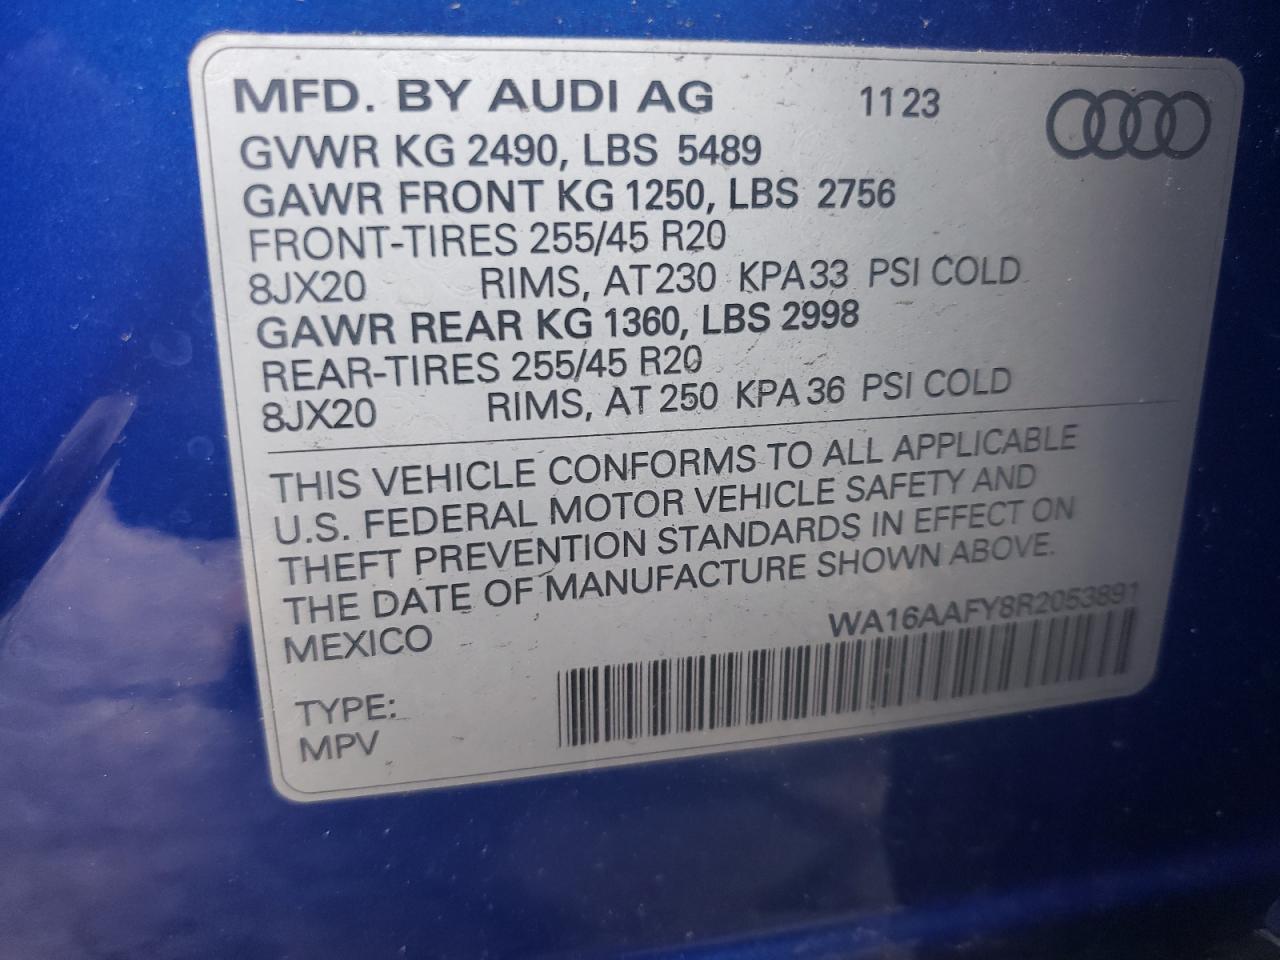 MFD. BY AUDI AG 1123
GVWR KG 2490, LBS 5489
GAWR FRONT KG 1250, LBS 2756
FRONT-TIRES 255/45 R20
8JX20 RIMS, AT 230 KPA 33 PSI COLD
GAWR REAR KG 1360, LBS 2998
REAR-TIRES 255/45 R20
8JX20 RIMS, AT 250 KPA 36 PSI COLD
THIS VEHICLE CONFORMS TO ALL APPLICABLE
U.S. FEDERAL MOTOR VEHICLE SAFETY AND
THEFT PREVENTION STANDARDS IN EFFECT ON
THE DATE OF MANUFACTURE SHOWN ABOVE.
MEXICO WA16AAFY8R2053891
TYPE:
MPV